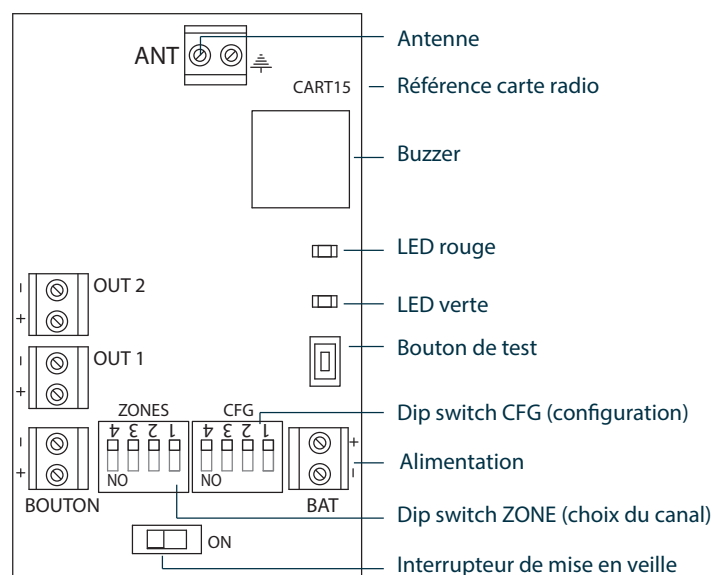 ANT
Antenne
CART15
Référence carte radio
Buzzer
LED rouge
LED verte
Bouton de test
- OUT 2
+
- OUT 1
+
ZONES
CFG
Dip switch CFG (configuration)
4 3 2 1
4 3 2 1
-
+
+
-
Alimentation
NO
NO
BOUTON
BAT
Dip switch ZONE (choix du canal)
ON
Interrupteur de mise en veille